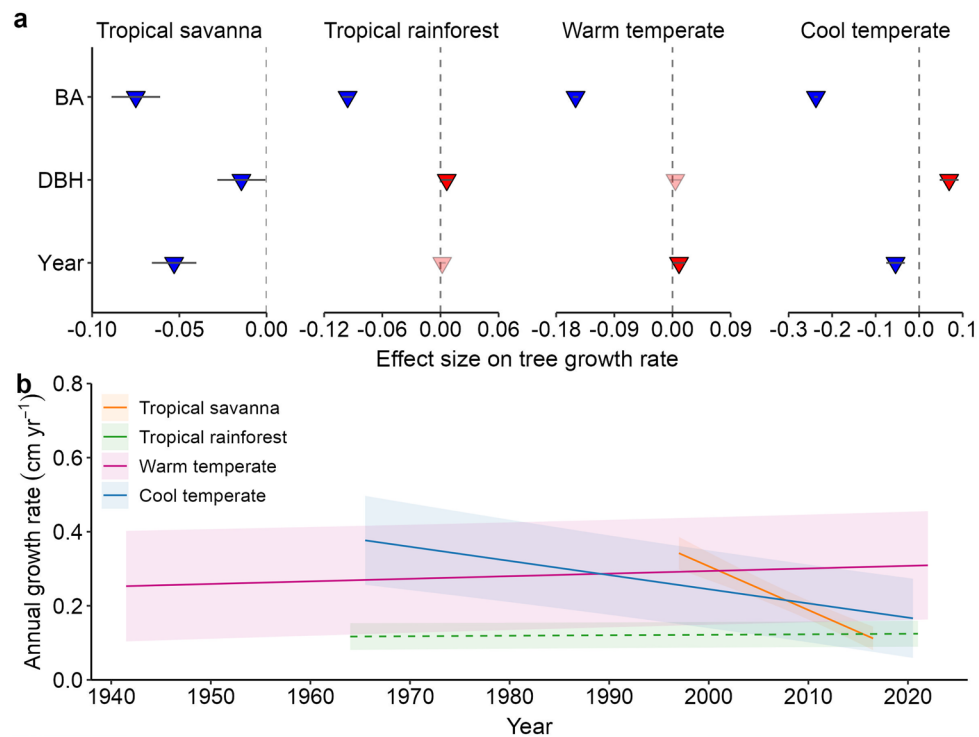 a
Tropical savanna Tropical rainforest Warm temperate Cool temperate
BA
DBH
Year
-0.10 -0.05 0.00 -0.12 -0.06 0.00 0.06 -0.18 -0.09 0.00 0.09 -0.3 -0.2 -0.1 0.0 0.1
Effect size on tree growth rate
b
Annual growth rate (cm yr⁻¹)
0.8
0.6
0.4
0.2
0.0
Tropical savanna
Tropical rainforest
Warm temperate
Cool temperate
1940 1950 1960 1970 1980 1990 2000 2010 2020
Year